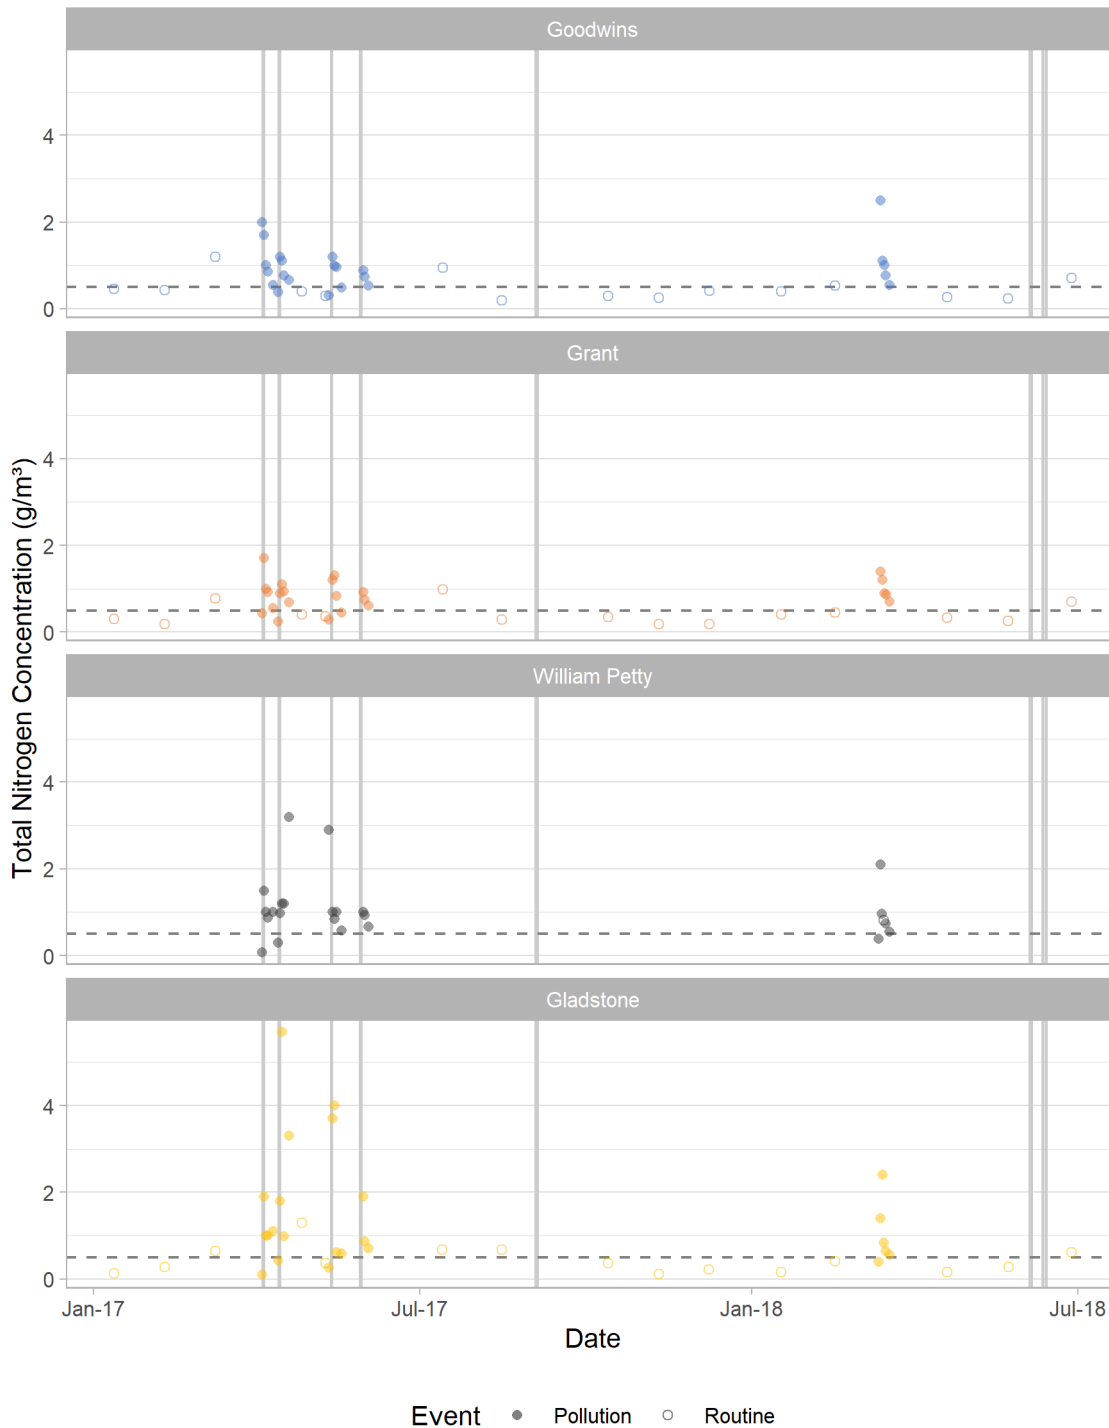 Goodwins
4
2
0
Grant
4
2
0
William Petty
4
2
0
Gladstone
4
2
0
Total Nitrogen Concentration (g/m³)
Jan-17 Jul-17 Jan-18 Jul-18
Date
Event Pollution Routine